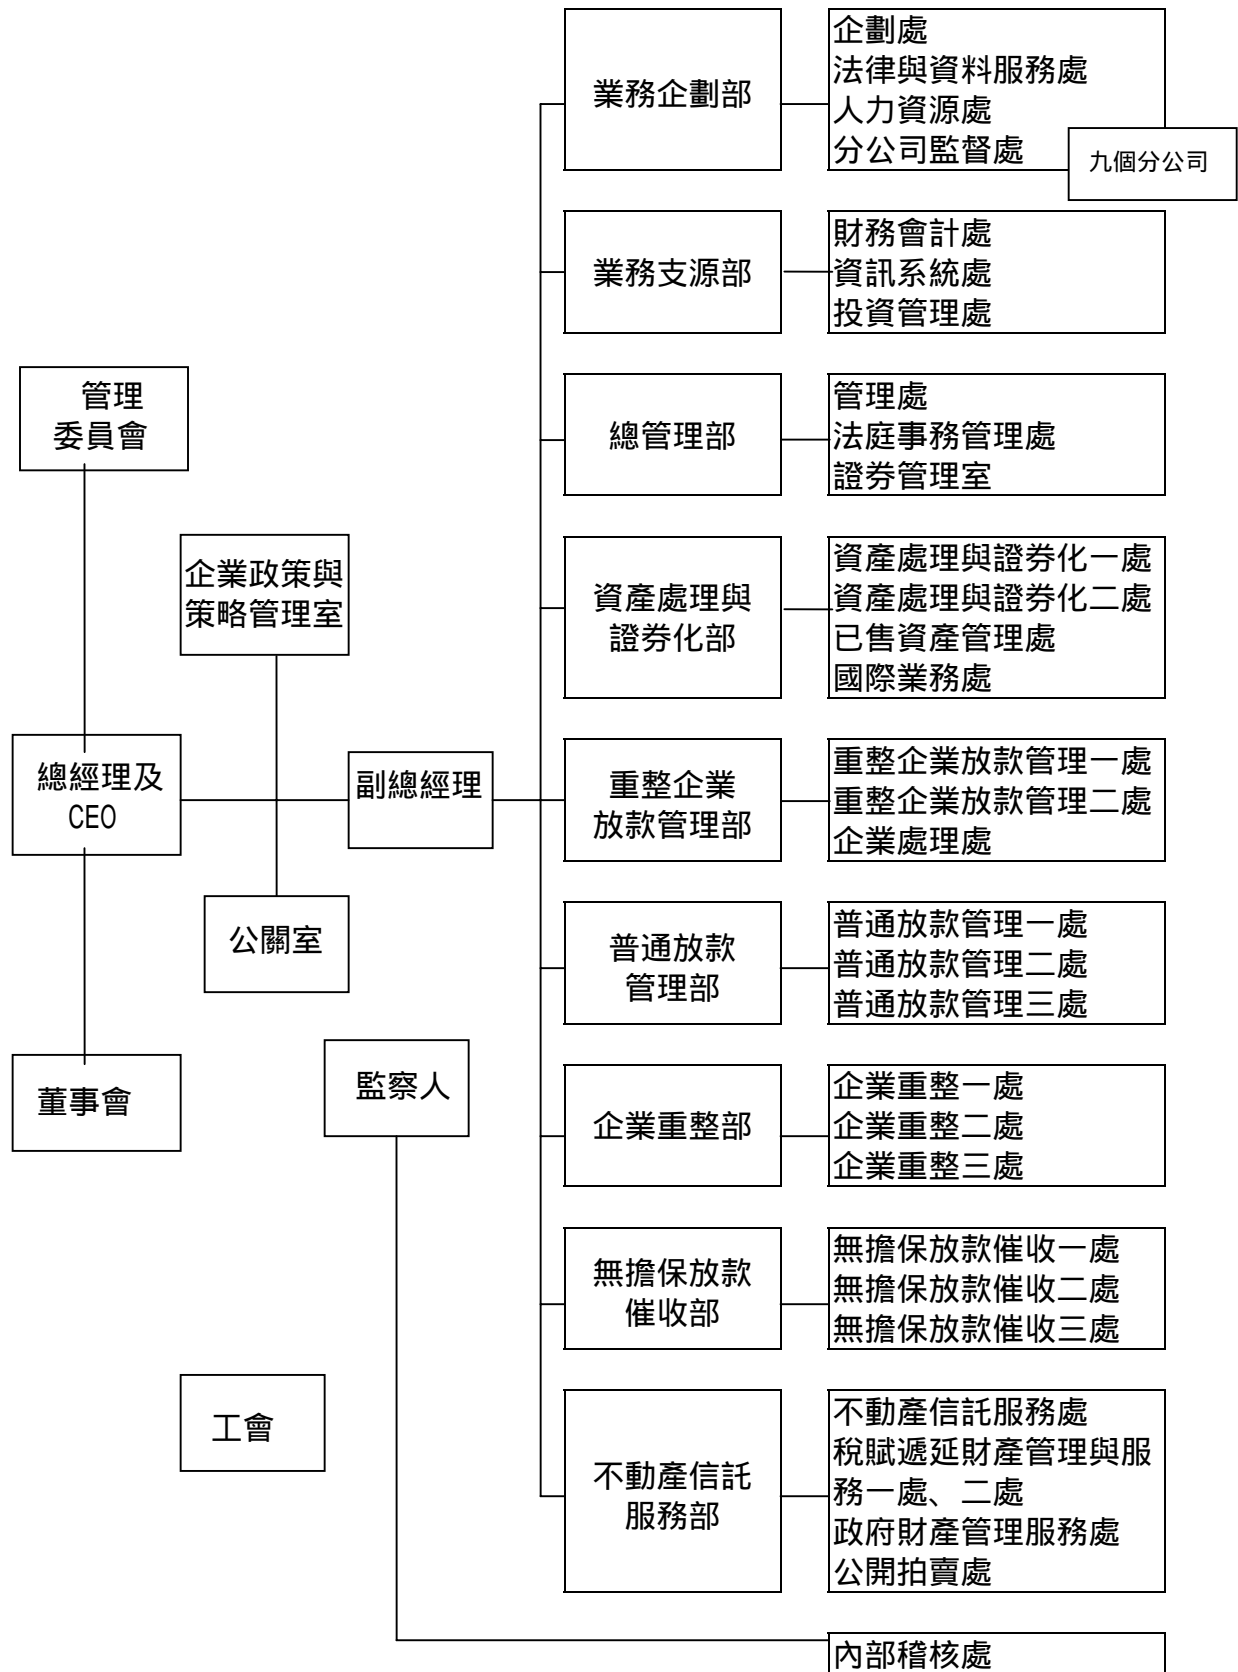 業務企劃部
企劃處
法律與資料服務處
人力資源處
分公司監督處
九個分公司
業務支源部
財務會計處
資訊系統處
投資管理處
管理
委員會
總管理部
管理處
法庭事務管理處
證券管理室
企業政策與
策略管理室
資產處理與
證券化部
資產處理與證券化一處
資產處理與證券化二處
已售資產管理處
國際業務處
總經理及
CEO
副總經理
重整企業
放款管理部
重整企業放款管理一處
重整企業放款管理二處
企業處理處
公關室
普通放款
管理部
普通放款管理一處
普通放款管理二處
普通放款管理三處
董事會
監察人
企業重整部
企業重整一處
企業重整二處
企業重整三處
無擔保放款
催收部
無擔保放款催收一處
無擔保放款催收二處
無擔保放款催收三處
工會
不動產信託
服務部
不動產信託服務處
稅賦遞延財產管理與服
務一處、二處
政府財產管理服務處
公開拍賣處
內部稽核處